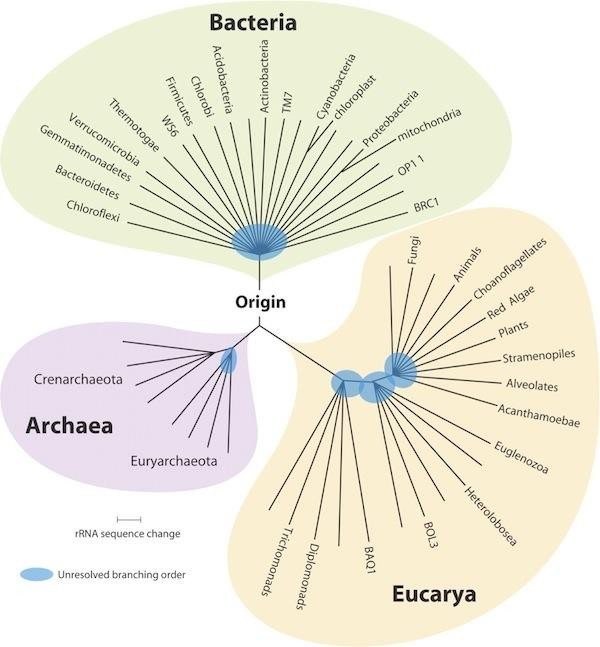 Bacteria
Chloroflexi
Bacteroidetes
Gemmatimonadetes
Verrucomicrobia
Thermotogae
WS6
Firmicutes
Chlorobi
Acidobacteria
Actinobacteria
TM7
Cyanobacteria
chloroplast
Proteobacteria
mitochondria
OP1 1
BRC1
Origin
Fungi
Animals
Choanoflagellates
Red Algae
Plants
Stramenopiles
Alveolates
Acanthamoebae
Euglenozoa
Heterolobosea
BOL3
BAQ1
Diplomonads
Trichomonads
Eucarya
Crenarchaeota
Archaea
Euryarchaeota
rRNA sequence change
Unresolved branching order